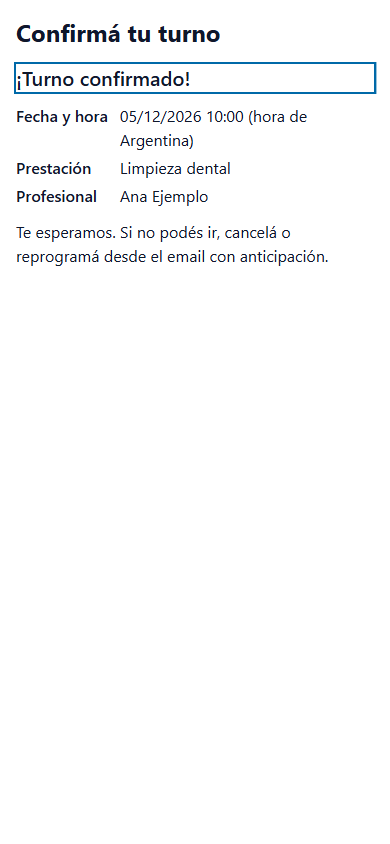 Confirmá tu turno
¡Turno confirmado!
Fecha y hora 05/12/2026 10:00 (hora de
Argentina)
Prestación Limpieza dental
Profesional Ana Ejemplo
Te esperamos. Si no podés ir, cancelá o
reprogramá desde el email con anticipación.